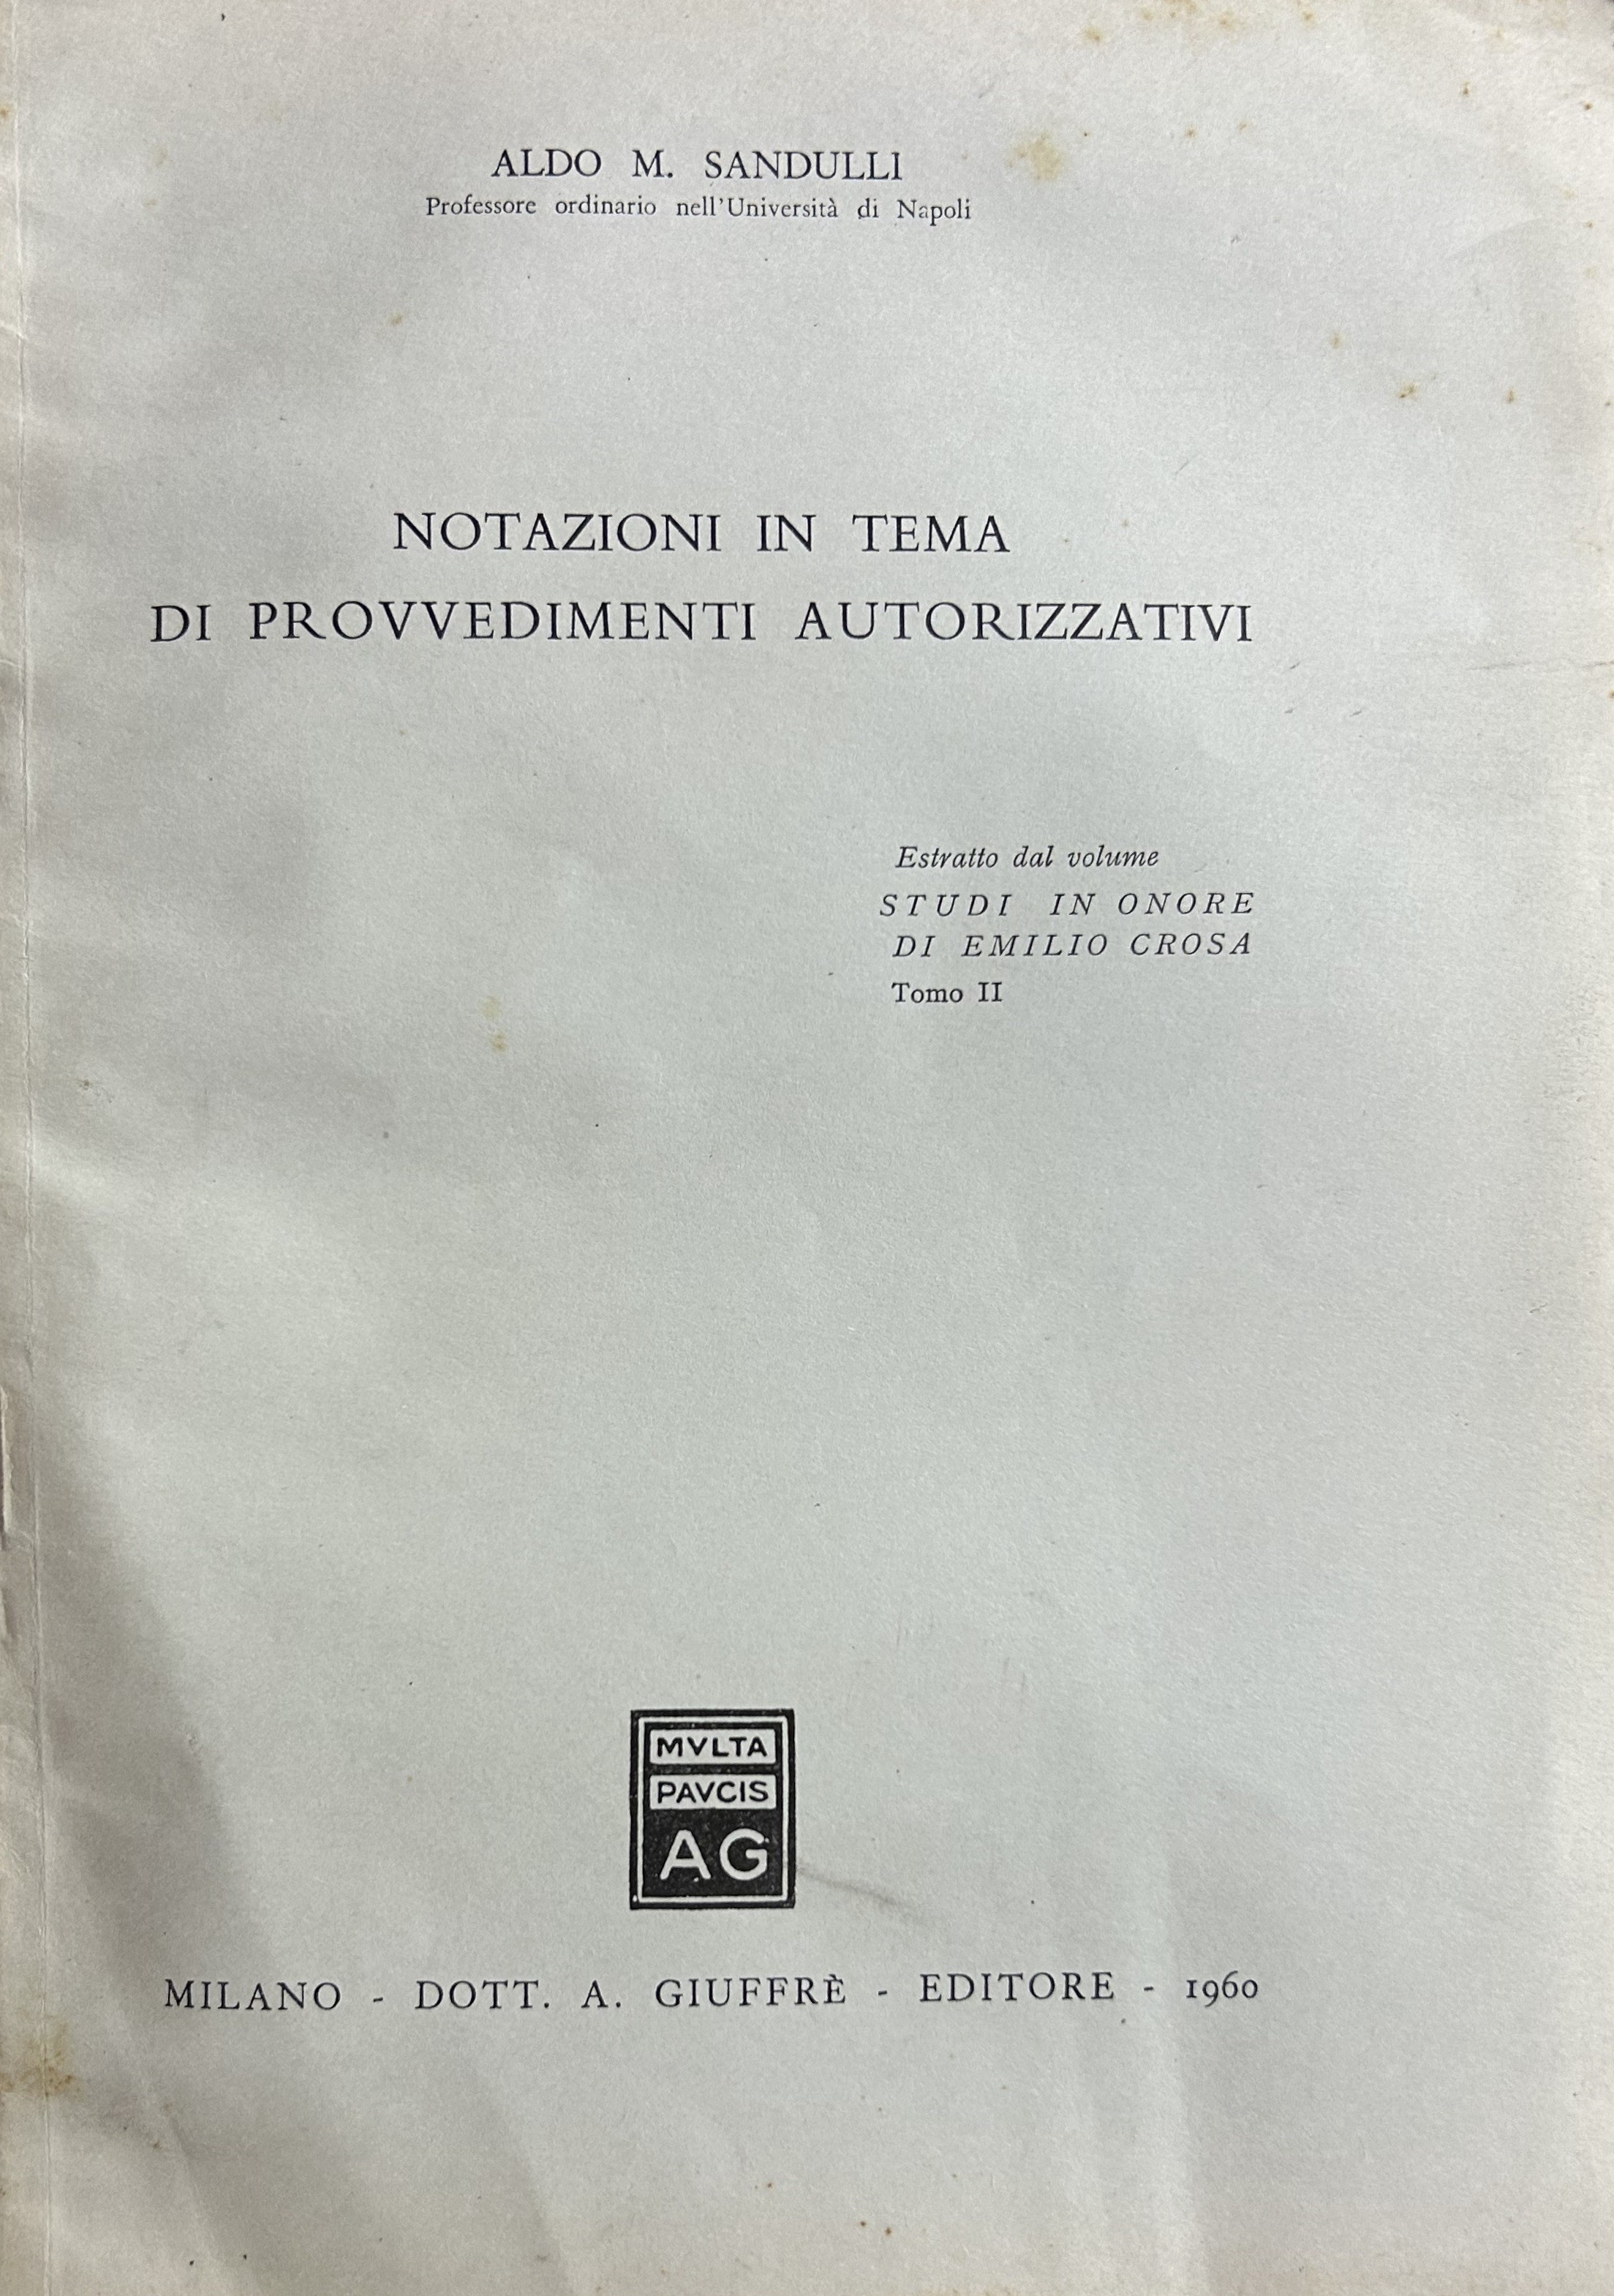 ALDO M. SANDULLI
Professore ordinario nell'Università di Napoli
NOTAZIONI IN TEMA
DI PROVVEDIMENTI AUTORIZZATIVI
Estratto dal volume
STUDI IN ONORE
DI EMILIO CROSA
Tomo II
MVLTA
PAVCIS
AG
MILANO - DOTT. A. GIUFFRÈ - EDITORE - 1960